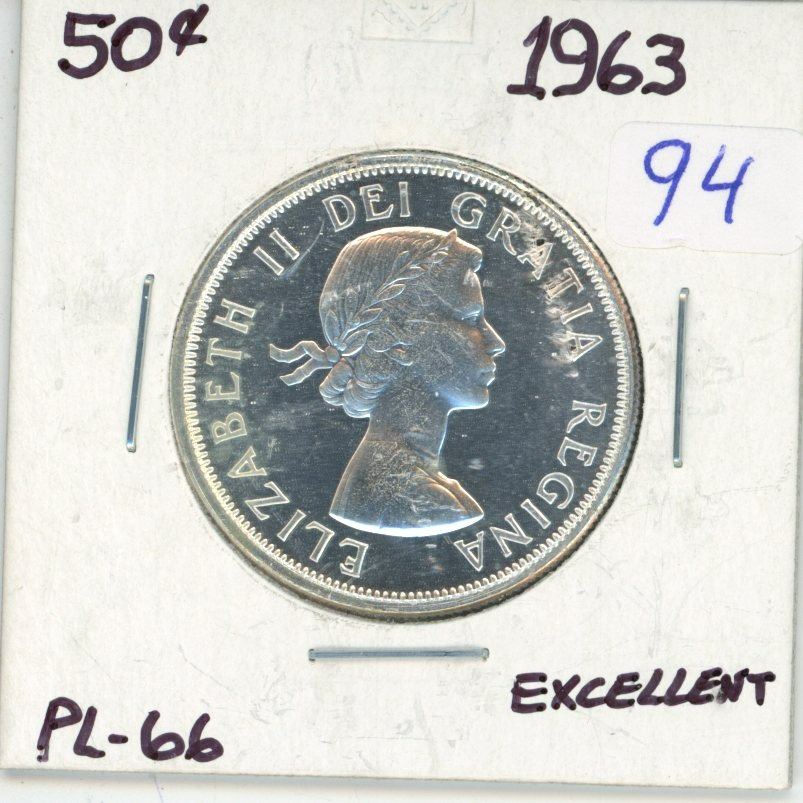 50¢ 1963
94
ELIZABETH II DEI GRATIA REGINA
EXCELLENT
PL-66